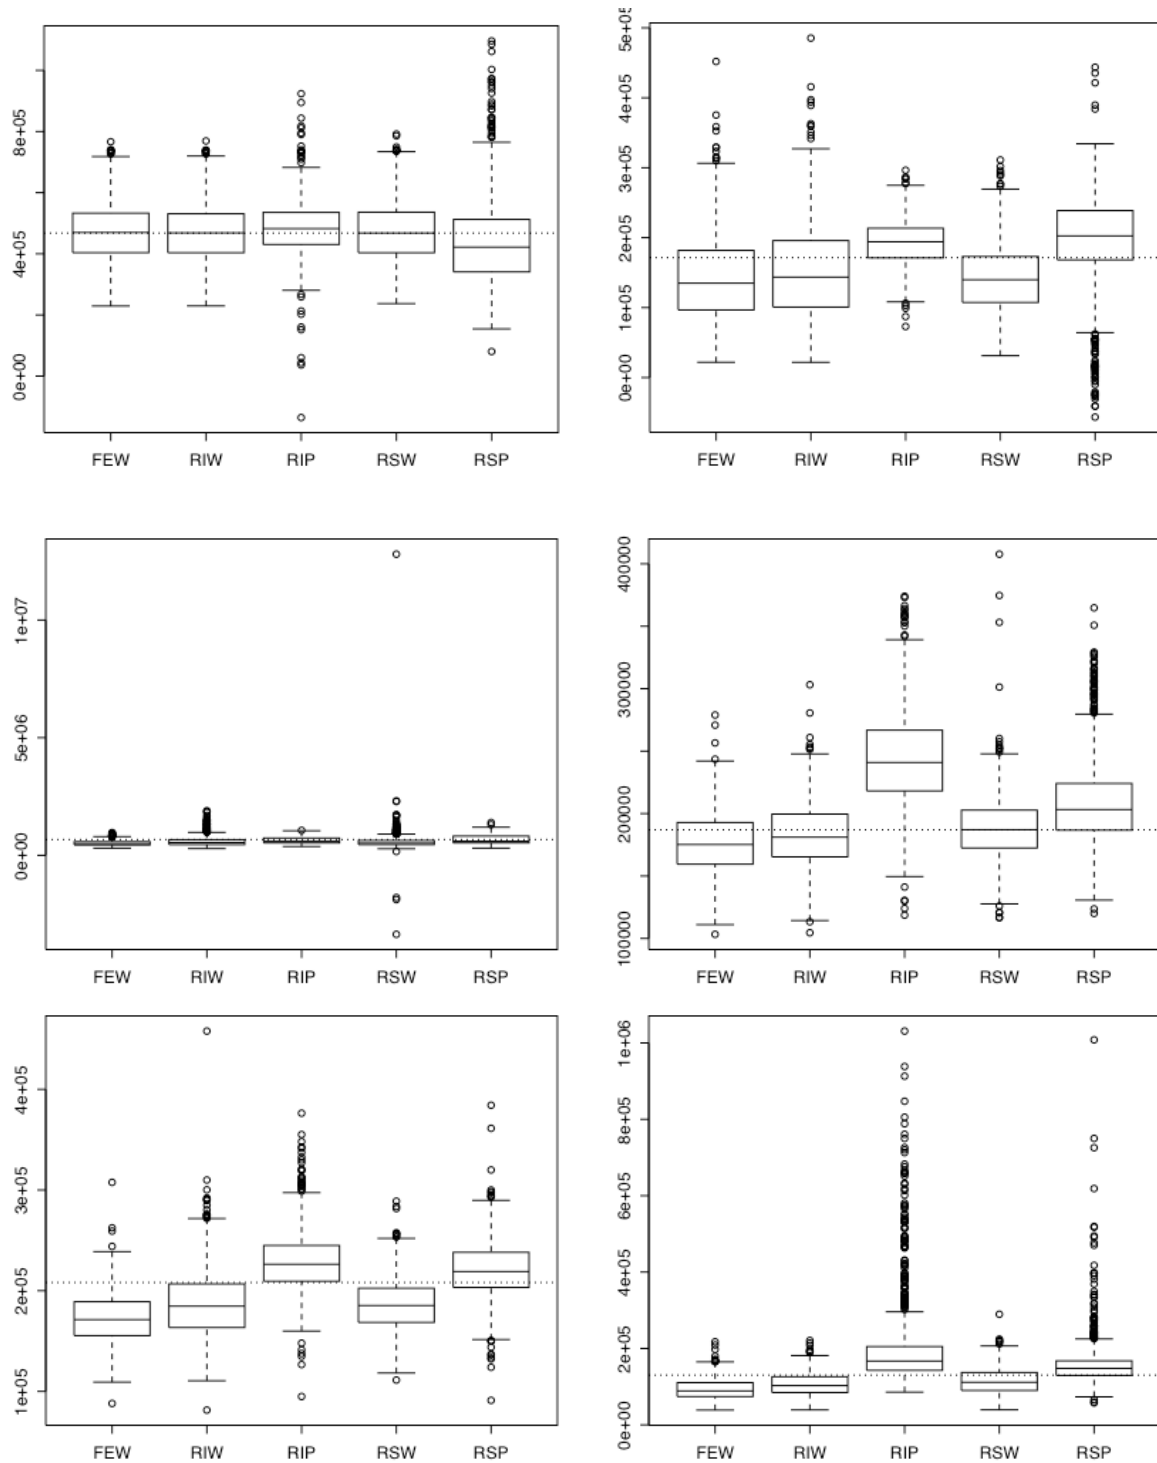 8e+05
4e+05
0e+00
FEW RIW RIP RSW RSP
5e+05
4e+05
3e+05
2e+05
1e+05
0e+00
FEW RIW RIP RSW RSP
1e+07
5e+06
0e+00
FEW RIW RIP RSW RSP
400000
300000
200000
100000
FEW RIW RIP RSW RSP
4e+05
3e+05
2e+05
1e+05
FEW RIW RIP RSW RSP
1e+06
8e+05
6e+05
4e+05
2e+05
0e+00
FEW RIW RIP RSW RSP